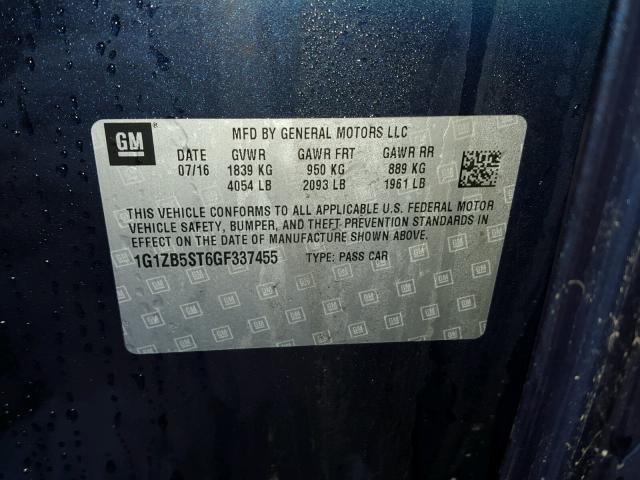 GM ® MFD BY GENERAL MOTORS LLC
DATE GVWR GAWR FRT GAWR RR
07/16 1839 KG 950 KG 889 KG
4054 LB 2093 LB 1961 LB
THIS VEHICLE CONFORMS TO ALL APPLICABLE U.S. FEDERAL MOTOR
VEHICLE SAFETY, BUMPER, AND THEFT PREVENTION STANDARDS IN
EFFECT ON THE DATE OF MANUFACTURE SHOWN ABOVE.
1G1ZB5ST6GF337455 TYPE: PASS CAR